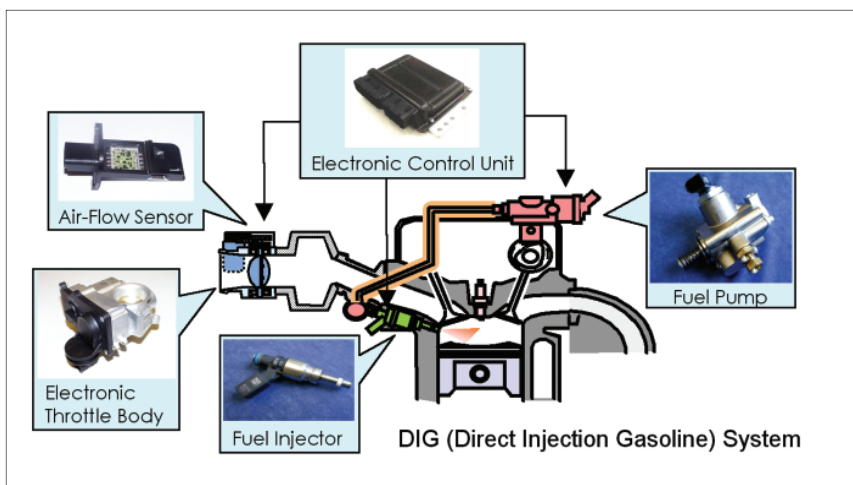 Electronic Control Unit
Air-Flow Sensor
Fuel Pump
Electronic
Throttle Body
Fuel Injector
DIG (Direct Injection Gasoline) System